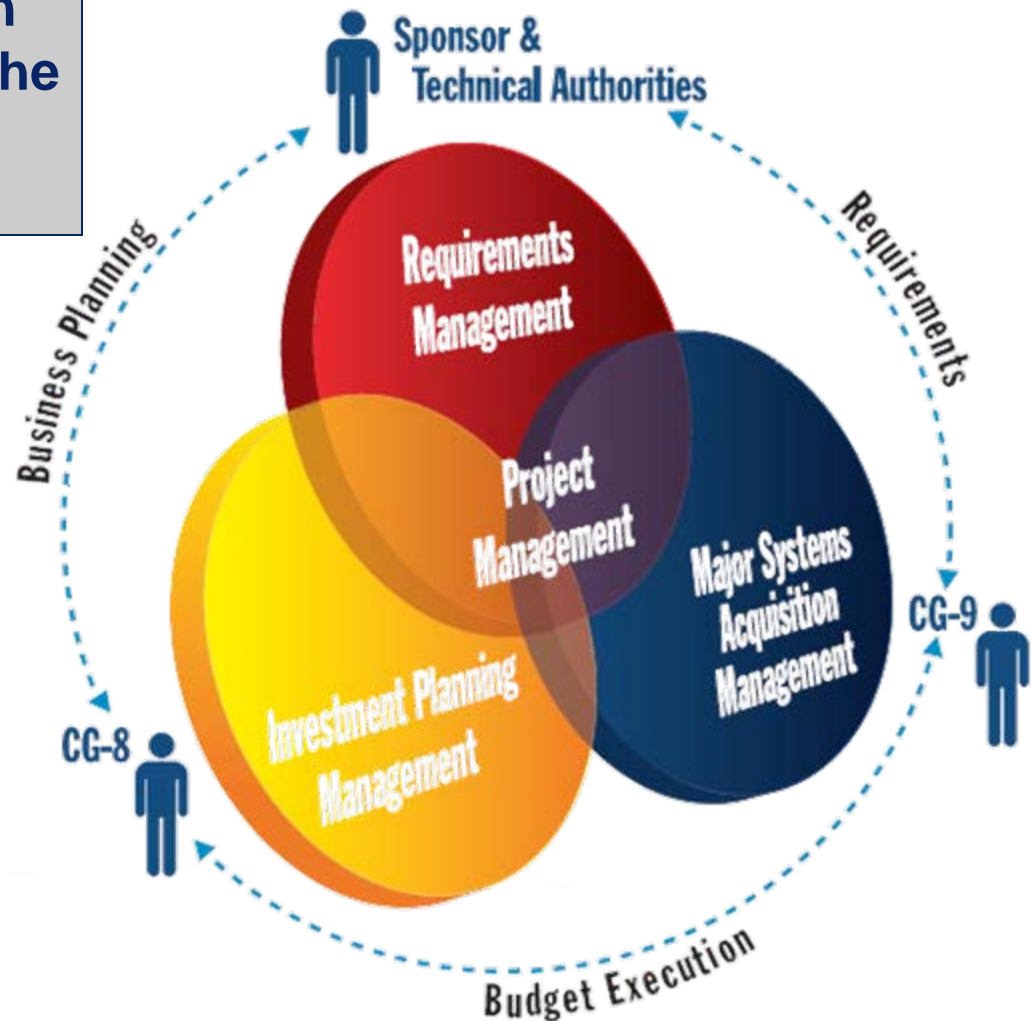 he
Sponsor &
Technical Authorities
Business Planning
Requirements
Requirements
Management
Project
Management
Major Systems
Acquisition
Management
CG-9
Investment Planning
Management
CG-8
Budget Execution